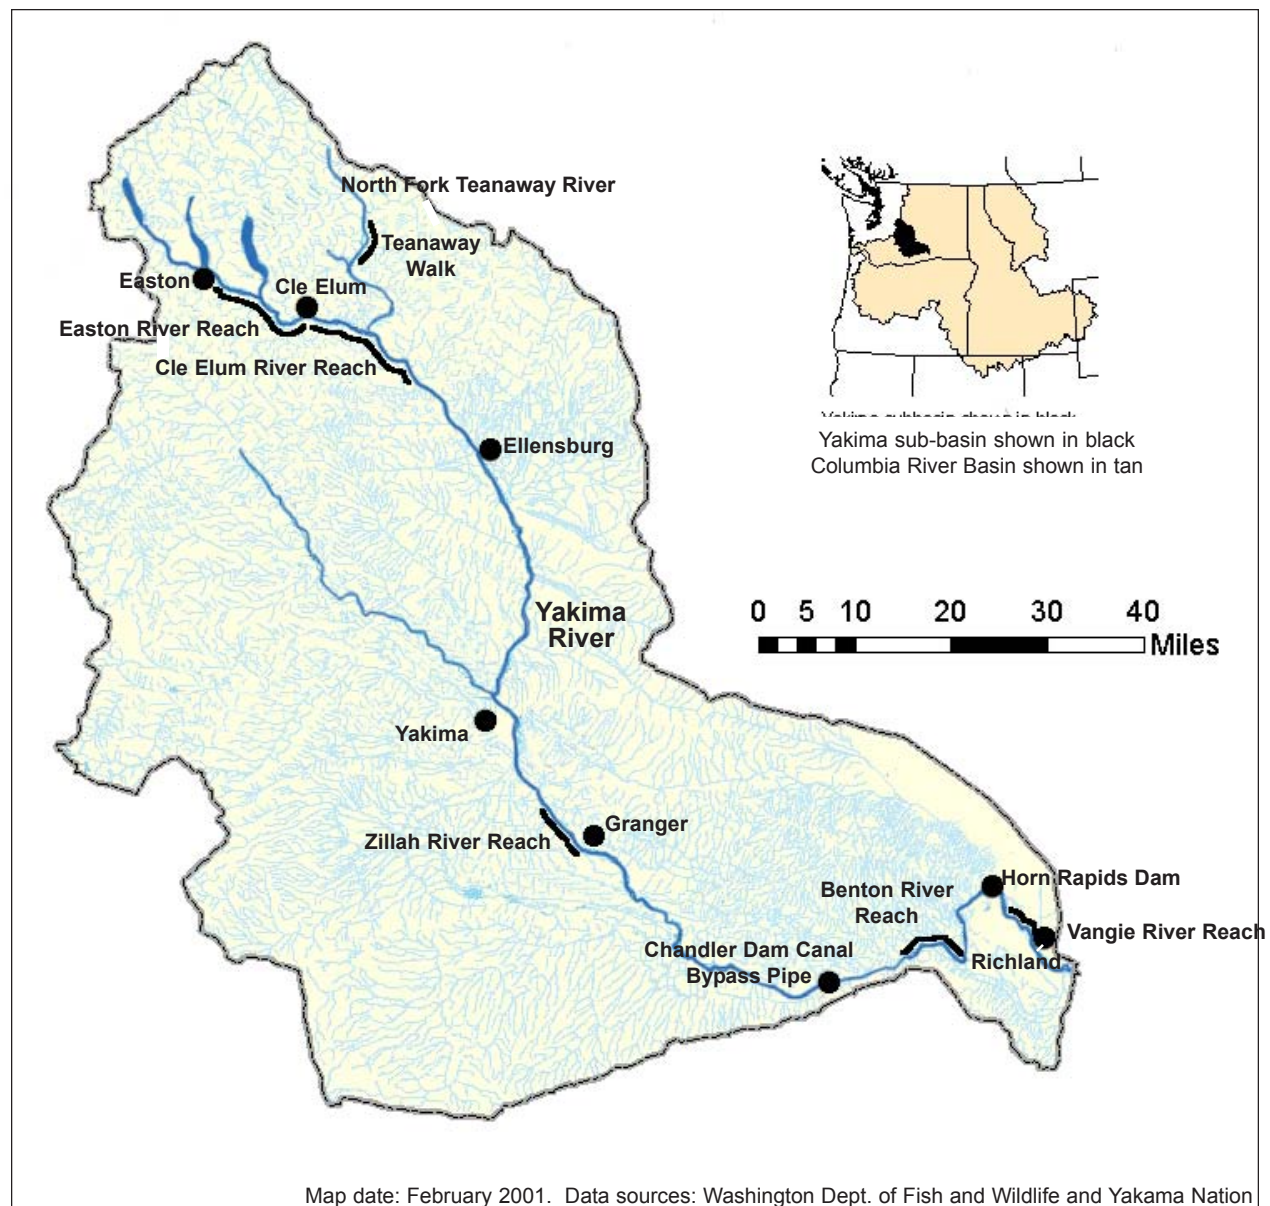 North Fork Teanaway River
Teanaway
Walk
Easton
Cle Elum
Easton River Reach
Cle Elum River Reach
Ellensburg
Yakima sub-basin shown in black
Columbia River Basin shown in tan
Yakima
River
0 5 10 20 30 40
Miles
Yakima
Granger
Zillah River Reach
Benton River
Reach
Horn Rapids Dam
Vangie River Reach
Chandler Dam Canal
Bypass Pipe
Richland
Map date: February 2001. Data sources: Washington Dept. of Fish and Wildlife and Yakama Nation